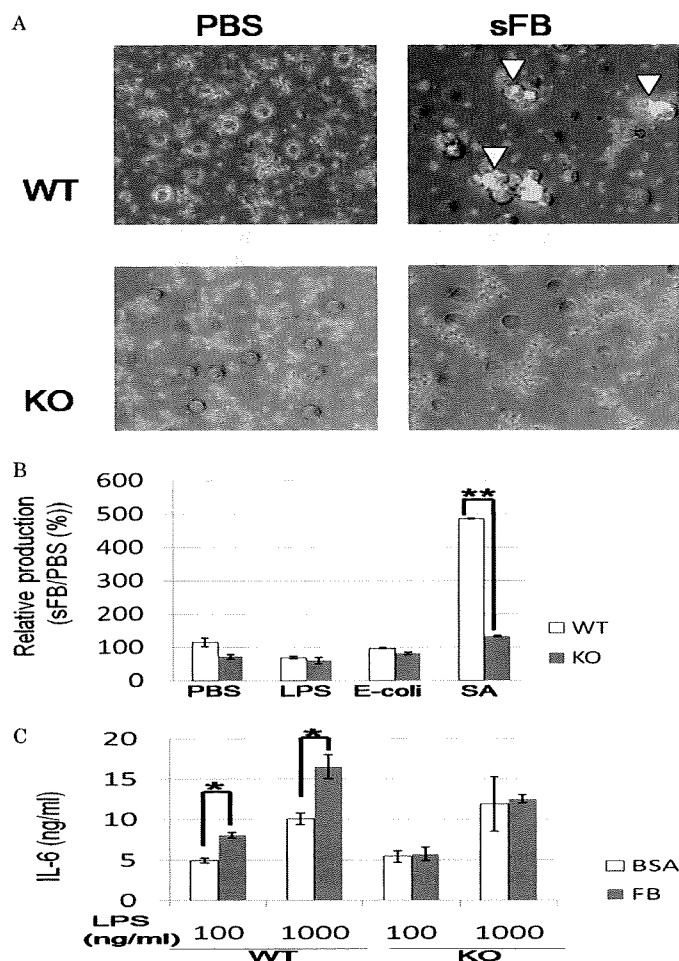 A
PBS sFB
WT
KO
B
Relative production
(sFB/PBS (%))
600
500
400
300
200
100
0
PBS LPS E-coli SA
**
WT
KO
C
IL-6 (ng/ml)
20
15
10
5
0
*
*
BSA
FB
LPS
(ng/ml)
100 1000 100 1000
WT KO